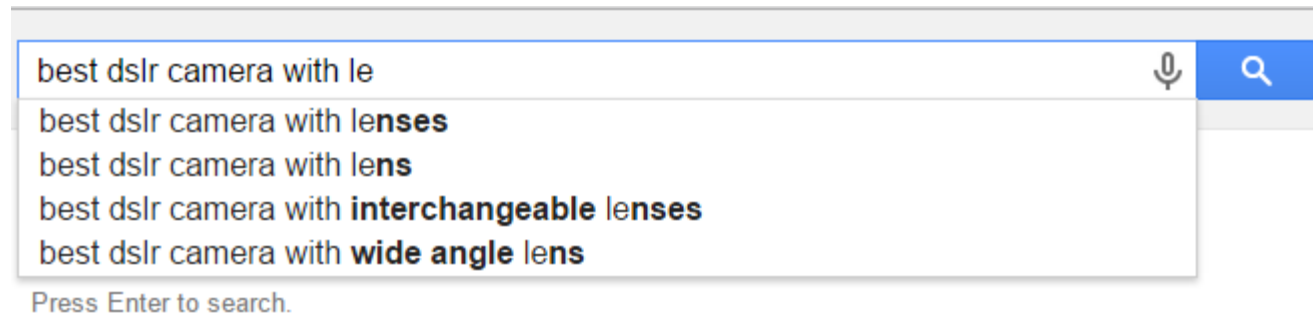 best dslr camera with le
best dslr camera with lenses
best dslr camera with lens
best dslr camera with interchangeable lenses
best dslr camera with wide angle lens
Press Enter to search.